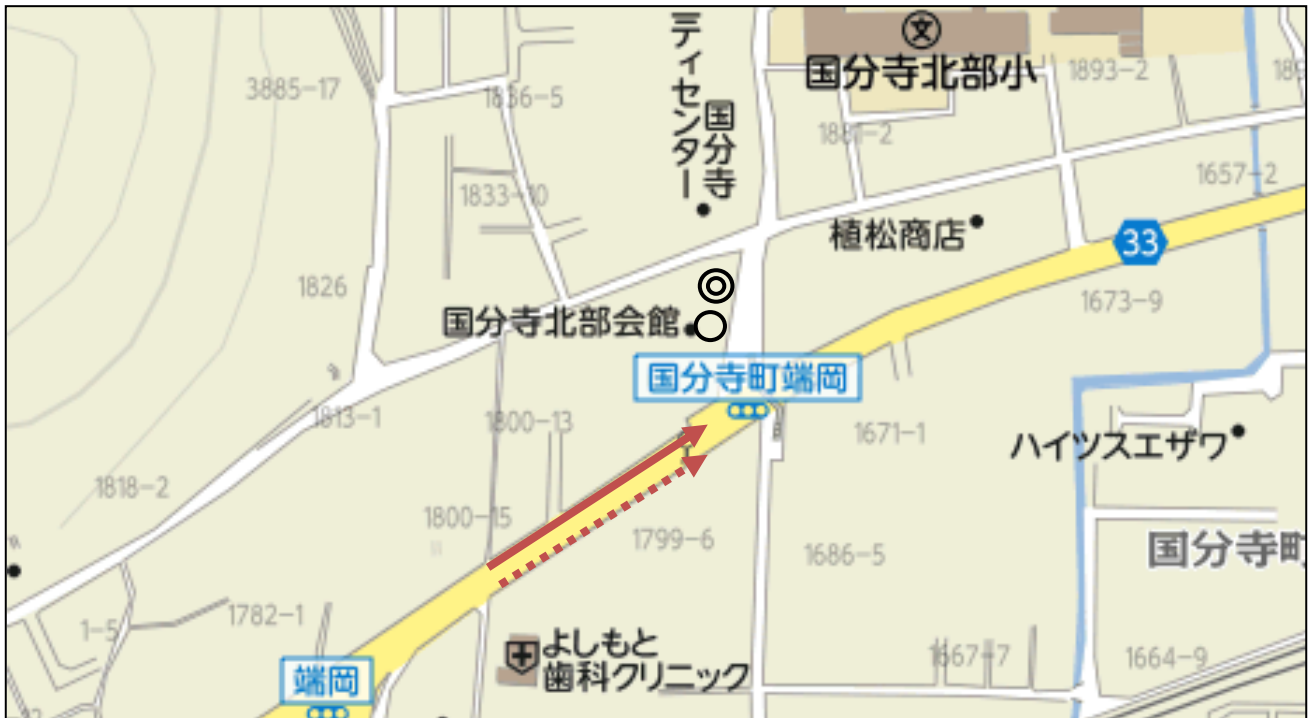 文
国分寺北部小
ティセンター
国分寺
3885-17
1836-5
1893-2
1881-2
1833-10
1657-2
植松商店
33
1826
1673-9
国分寺北部会館
国分寺町端岡
1813-1
1800-13
1671-1
ハイツスエザワ
1818-2
1800-15
1799-6
1686-5
国分寺町
1782-1
1-5
よしもと
歯科クリニック
1667-7
1664-9
端岡